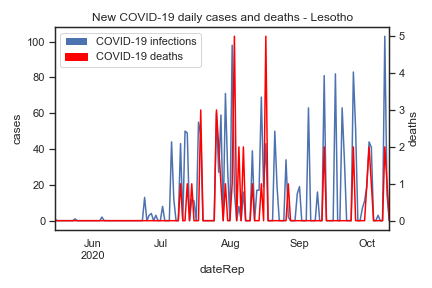 New COVID-19 daily cases and deaths - Lesotho
COVID-19 infections
COVID-19 deaths
100
80
60
40
20
0
cases
5
4
3
2
1
0
deaths
Jun Jul Aug Sep Oct
2020
dateRep